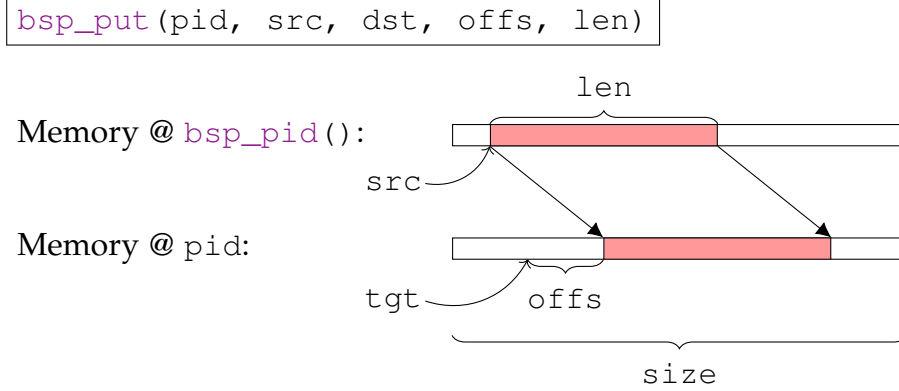 bsp_put(pid, src, dst, offs, len)
len
Memory @ bsp_pid():
src
Memory @ pid:
tgt
offs
size